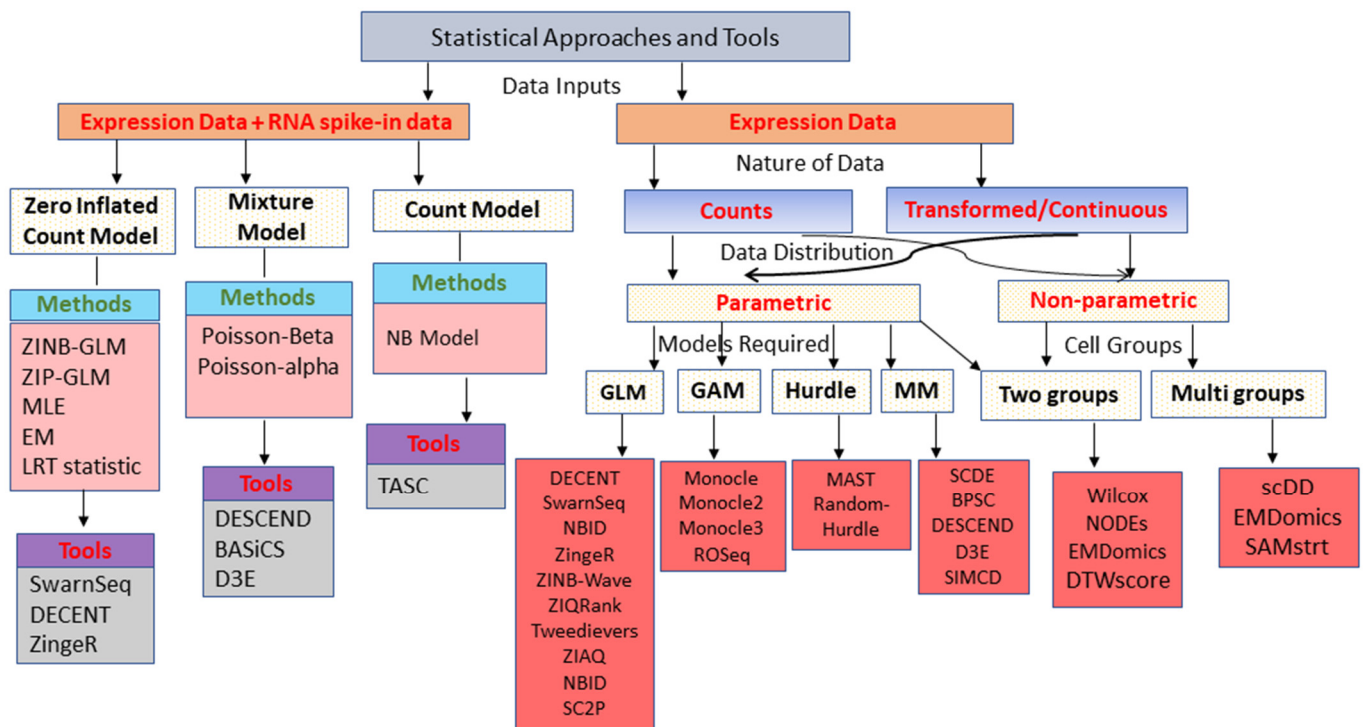 Statistical Approaches and Tools
Data Inputs
Expression Data + RNA spike-in data
Expression Data
Nature of Data
Zero Inflated
Count Model
Mixture
Model
Count Model
Counts
Transformed/Continuous
Data Distribution
Methods
ZINB-GLM
ZIP-GLM
MLE
EM
LRT statistic
Methods
Poisson-Beta
Poisson-alpha
Methods
NB Model
Parametric
Non-parametric
Models Required
Cell Groups
GLM
GAM
Hurdle
MM
Two groups
Multi groups
Tools
SwarnSeq
DECENT
ZingeR
Tools
DESCEND
BASiCS
D3E
Tools
TASC
DECENT
SwarnSeq
NBID
ZingeR
ZINB-Wave
ZIQRank
Tweedievers
ZIAQ
NBID
SC2P
Monocle
Monocle2
Monocle3
ROSeq
MAST
Random-
Hurdle
SCDE
BPSC
DESCEND
D3E
SIMCD
Wilcox
NODEs
EMDomics
DTWscore
scDD
EMDomics
SAMstrt